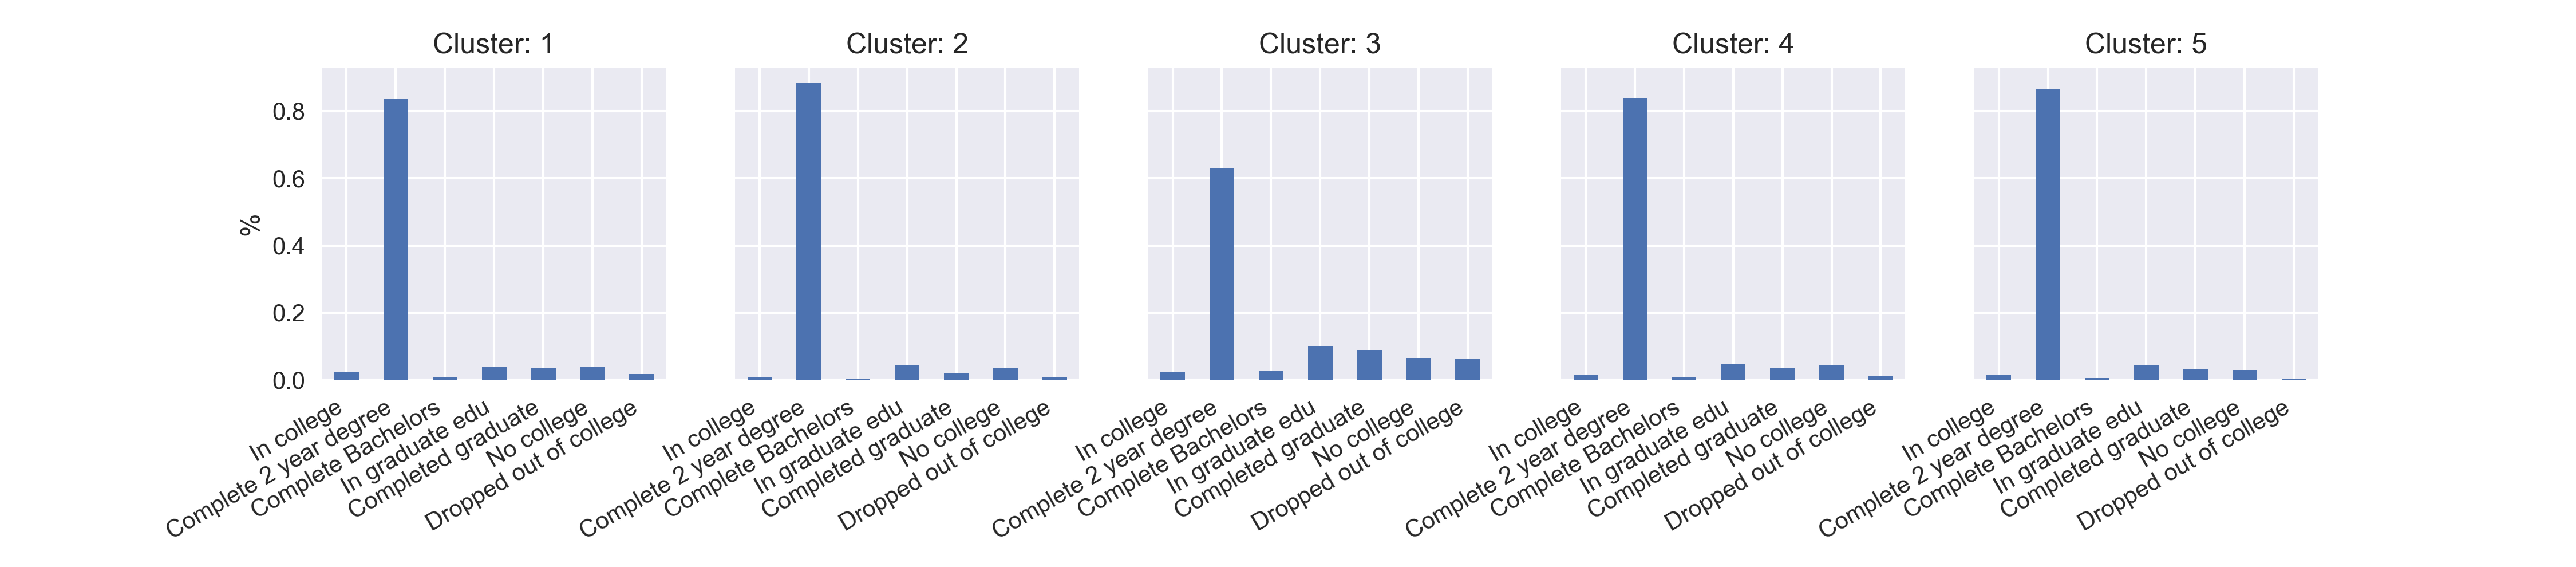 Cluster: 1
Cluster: 2
Cluster: 3
Cluster: 4
Cluster: 5
%
0.8
0.6
0.4
0.2
0.0
In college
Complete 2 year degree
Complete Bachelors
In graduate edu
Completed graduate
No college
Dropped out of college
In college
Complete 2 year degree
Complete Bachelors
In graduate edu
Completed graduate
No college
Dropped out of college
In college
Complete 2 year degree
Complete Bachelors
In graduate edu
Completed graduate
No college
Dropped out of college
In college
Complete 2 year degree
Complete Bachelors
In graduate edu
Completed graduate
No college
Dropped out of college
In college
Complete 2 year degree
Complete Bachelors
In graduate edu
Completed graduate
No college
Dropped out of college